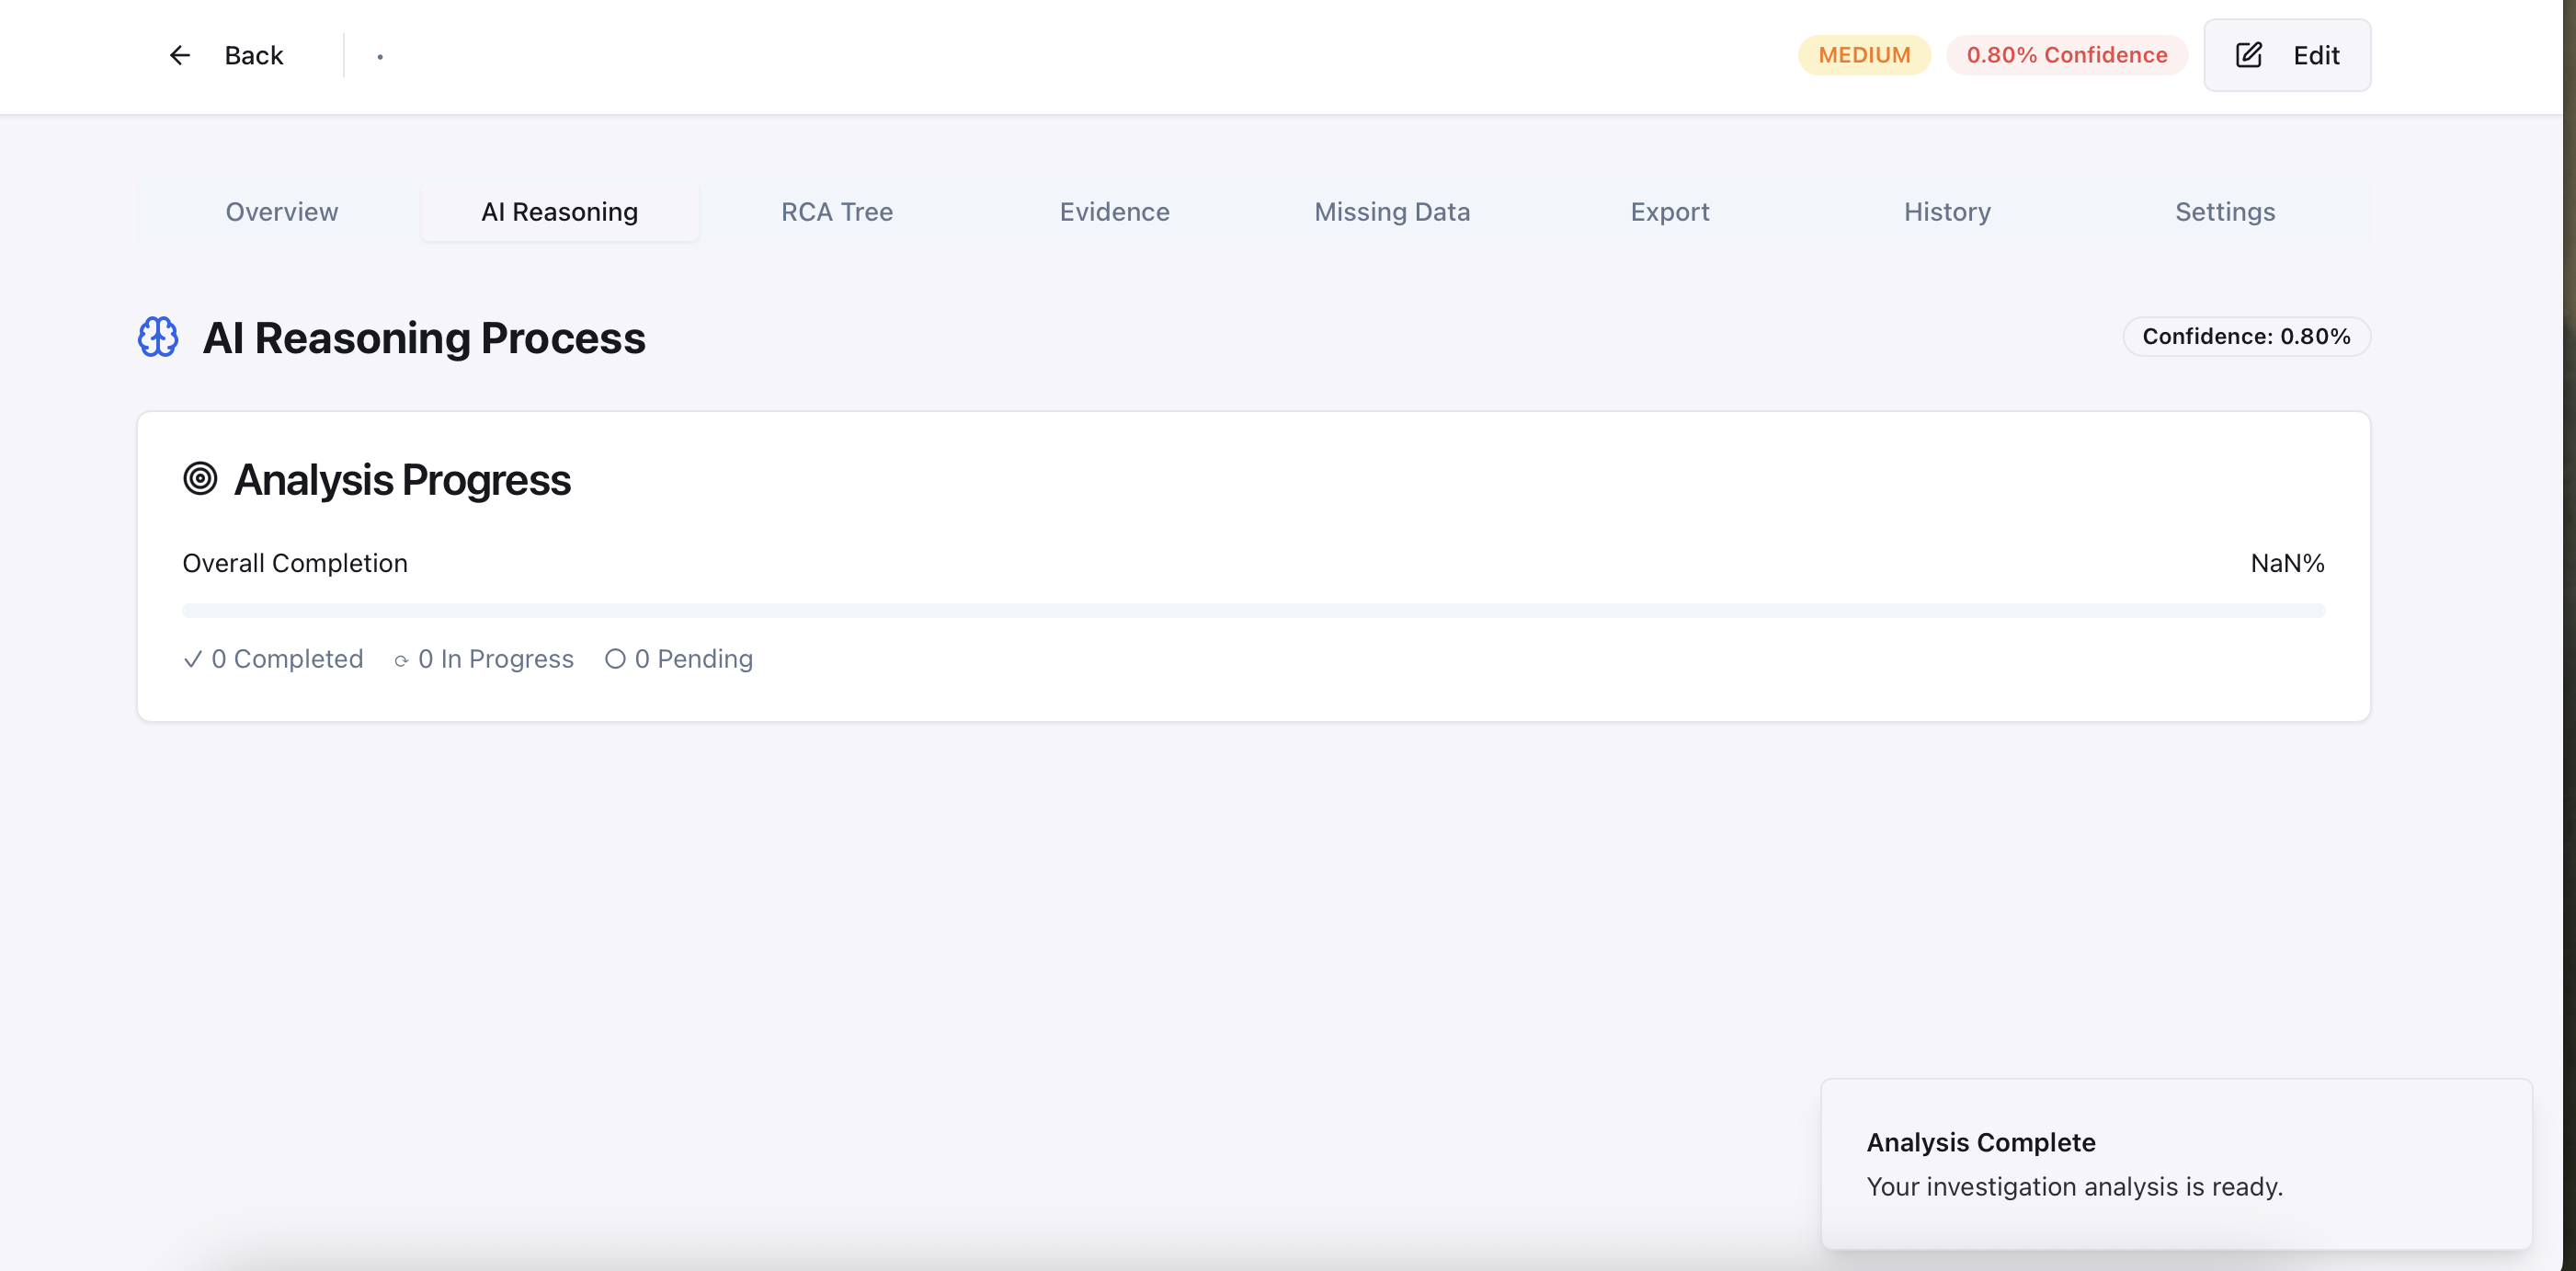 Back
·
MEDIUM
0.80% Confidence
Edit
Overview
AI Reasoning
RCA Tree
Evidence
Missing Data
Export
History
Settings
AI Reasoning Process
Confidence: 0.80%
Analysis Progress
Overall Completion
NaN%
✓ 0 Completed
⟳ 0 In Progress
○ 0 Pending
Analysis Complete
Your investigation analysis is ready.